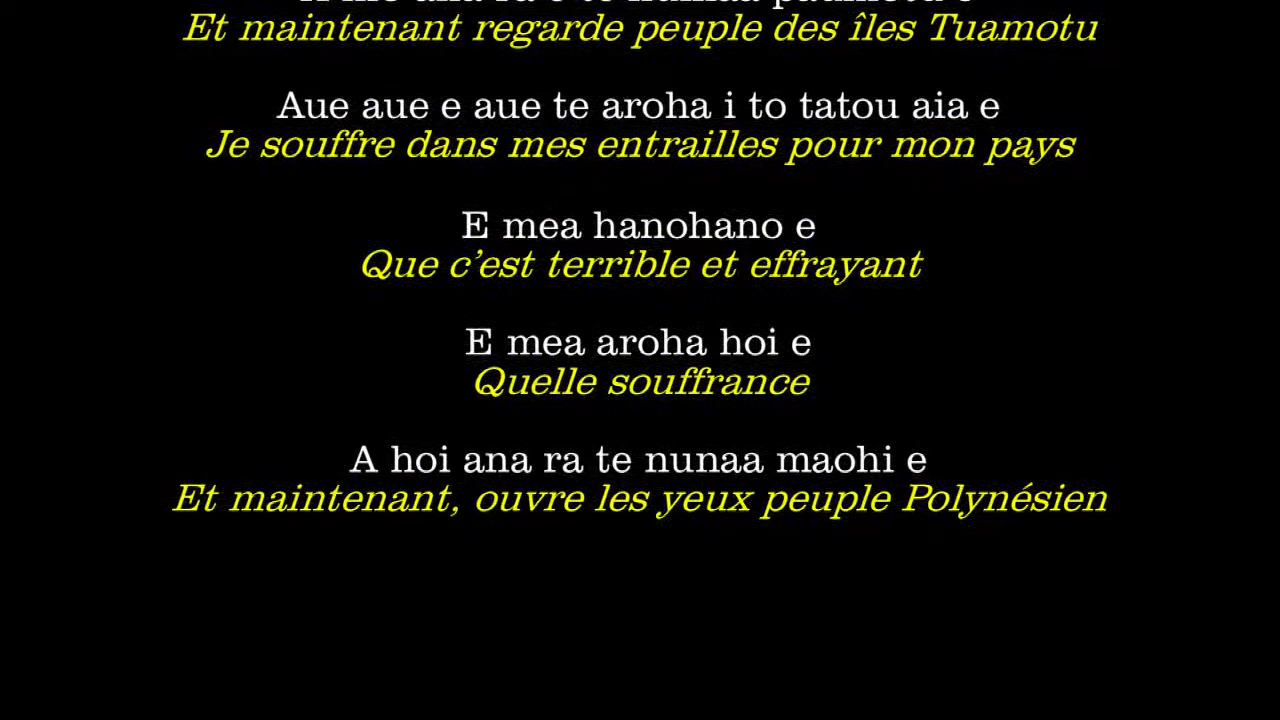 Et maintenant regarde peuple des îles Tuamotu
Aue aue e aue te aroha i to tatou aia e
Je souffre dans mes entrailles pour mon pays
E mea hanohano e
Que c’est terrible et effrayant
E mea aroha hoi e
Quelle souffrance
A hoi ana ra te nunaa maohi e
Et maintenant, ouvre les yeux peuple Polynésien